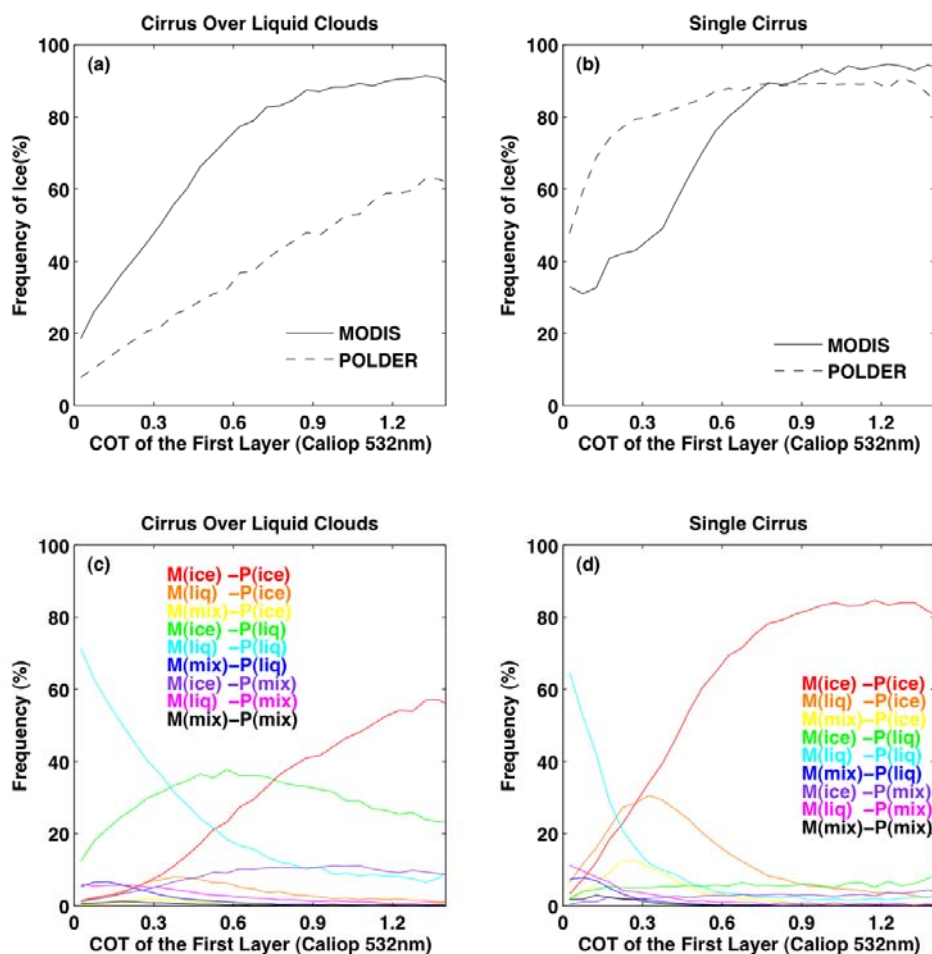 Cirrus Over Liquid Clouds
(a)
Frequency of Ice(%)
100
80
60
40
20
0
0 0.3 0.6 0.9 1.2
COT of the First Layer (Caliop 532nm)
MODIS
POLDER
Single Cirrus
(b)
Frequency of Ice(%)
100
80
60
40
20
0
0 0.3 0.6 0.9 1.2
COT of the First Layer (Caliop 532nm)
MODIS
POLDER
Cirrus Over Liquid Clouds
(c)
Frequency (%)
100
80
60
40
20
0
0 0.3 0.6 0.9 1.2
COT of the First Layer (Caliop 532nm)
M(ice) –P(ice)
M(liq) –P(ice)
M(mix)–P(ice)
M(ice) –P(liq)
M(liq) –P(liq)
M(mix)–P(liq)
M(ice) –P(mix)
M(liq) –P(mix)
M(mix)–P(mix)
Single Cirrus
(d)
Frequency (%)
100
80
60
40
20
0
0 0.3 0.6 0.9 1.2
COT of the First Layer (Caliop 532nm)
M(ice) –P(ice)
M(liq) –P(ice)
M(mix)–P(ice)
M(ice) –P(liq)
M(liq) –P(liq)
M(mix)–P(liq)
M(ice) –P(mix)
M(liq) –P(mix)
M(mix)–P(mix)